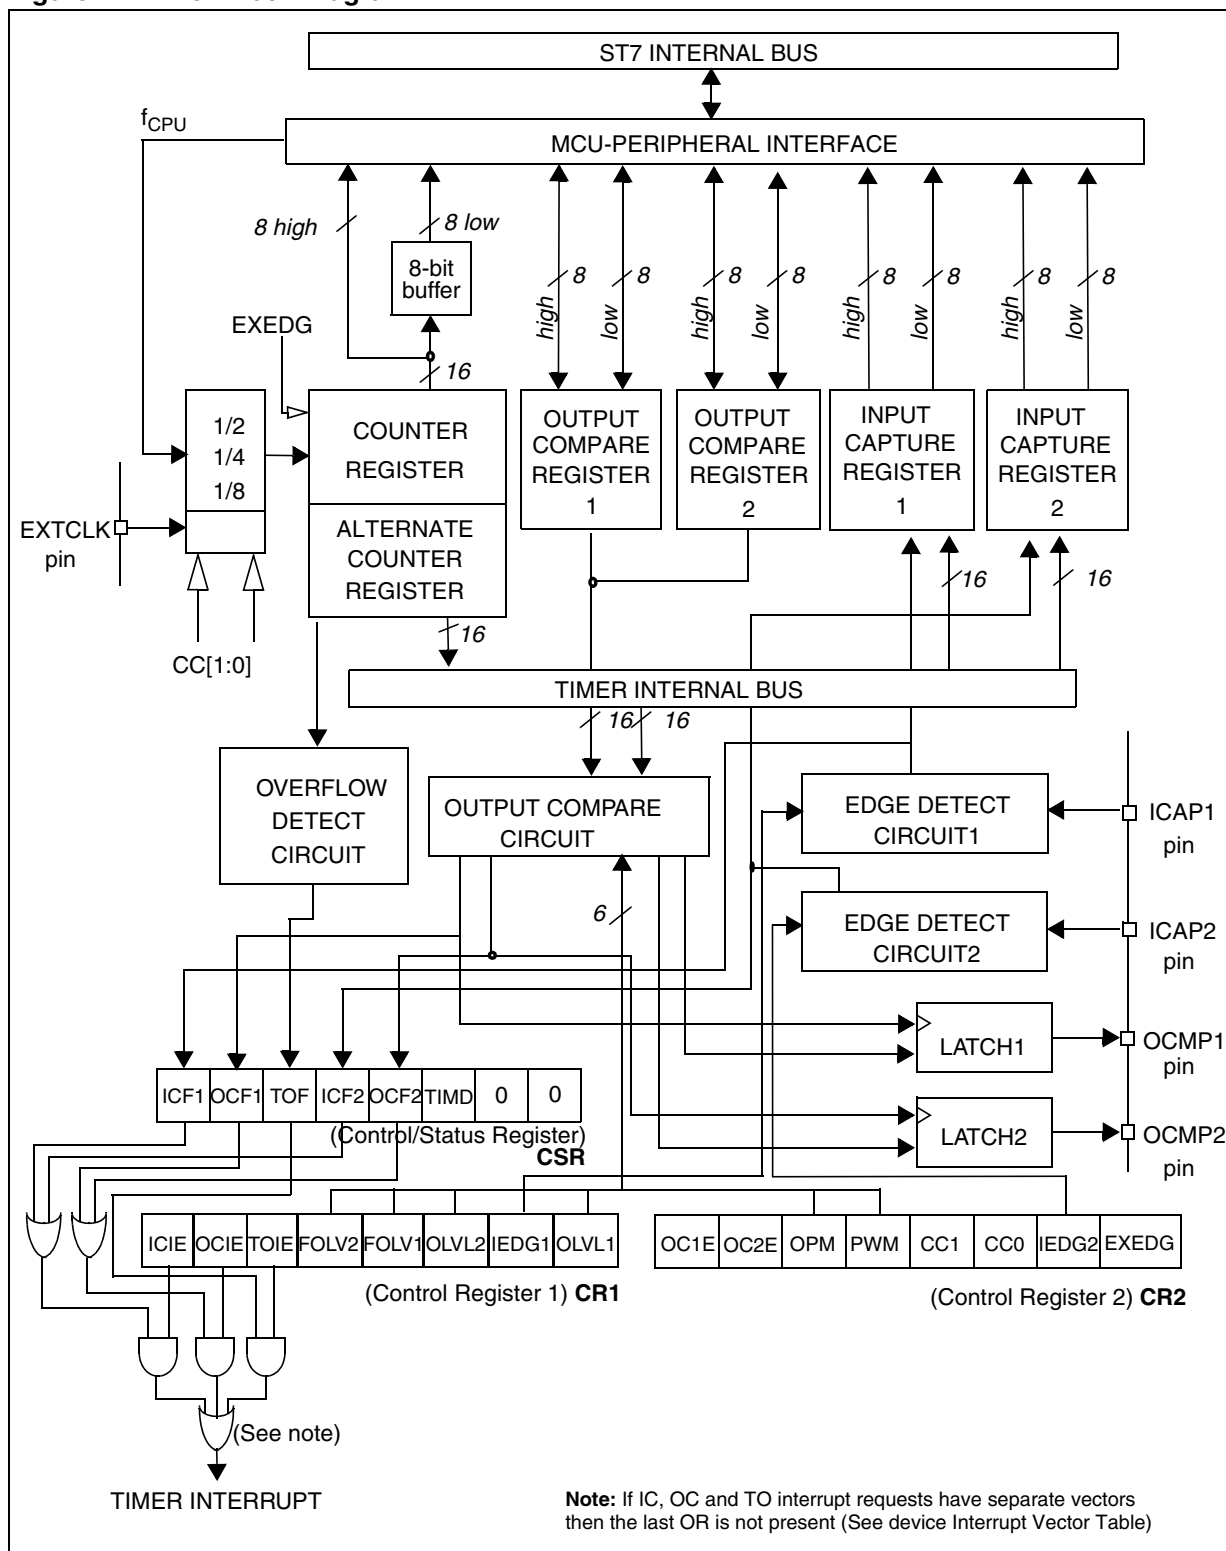 ST7 INTERNAL BUS
fCPU
MCU-PERIPHERAL INTERFACE
8 high
8 low
8-bit
buffer
8
8
8
8
8
8
8
8
high
low
high
low
high
low
high
low
EXEDG
16
1/2
1/4
1/8
COUNTER
REGISTER
OUTPUT
COMPARE
REGISTER
1
OUTPUT
COMPARE
REGISTER
2
INPUT
CAPTURE
REGISTER
1
INPUT
CAPTURE
REGISTER
2
EXTCLK
pin
ALTERNATE
COUNTER
REGISTER
16
16
16
CC[1:0]
TIMER INTERNAL BUS
16
16
OVERFLOW
DETECT
CIRCUIT
OUTPUT COMPARE
CIRCUIT
EDGE DETECT
CIRCUIT1
ICAP1
pin
6
EDGE DETECT
CIRCUIT2
ICAP2
pin
LATCH1
OCMP1
pin
LATCH2
OCMP2
pin
ICF1 OCF1 TOF ICF2 OCF2 TIMD 0 0
(Control/Status Register)
CSR
ICIE OCIE TOIE FOLV2 FOLV1 OLVL2 IEDG1 OLVL1
OC1E OC2E OPM PWM CC1 CC0 IEDG2 EXEDG
(Control Register 1) CR1
(Control Register 2) CR2
(See note)
TIMER INTERRUPT
Note: If IC, OC and TO interrupt requests have separate vectors
then the last OR is not present (See device Interrupt Vector Table)